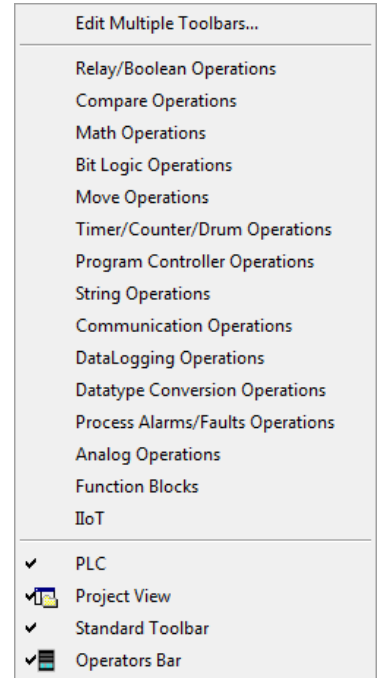 Edit Multiple Toolbars...
Relay/Boolean Operations
Compare Operations
Math Operations
Bit Logic Operations
Move Operations
Timer/Counter/Drum Operations
Program Controller Operations
String Operations
Communication Operations
DataLogging Operations
Datatype Conversion Operations
Process Alarms/Faults Operations
Analog Operations
Function Blocks
IIoT
PLC
Project View
Standard Toolbar
Operators Bar